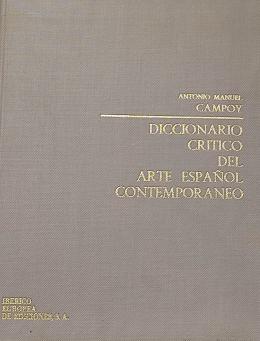 ANTONIO MANUEL
CAMPOY
DICCIONARIO
CRITICO
DEL
ARTE ESPAÑOL
CONTEMPORANEO
IBERICO
EUROPEA
DE EDICIONES, S. A.